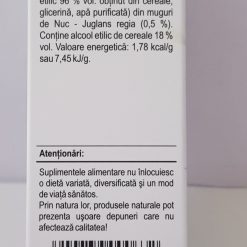 etilic 96 % vol. obținut din cereale,
glicerină, apă purificată) din muguri
de Nuc - Juglans regia (0,5 %).
Conține alcool etilic de cereale 18 %
vol. Valoare energetică: 1,78 kcal/g
sau 7,45 kJ/g.
Atenționări:
Suplimentele alimentare nu înlocuiesc
o dietă variată, diversificată și un mod
de viață sănătos.
Prin natura lor, produsele naturale pot
prezenta ușoare depuneri care nu
afectează calitatea!